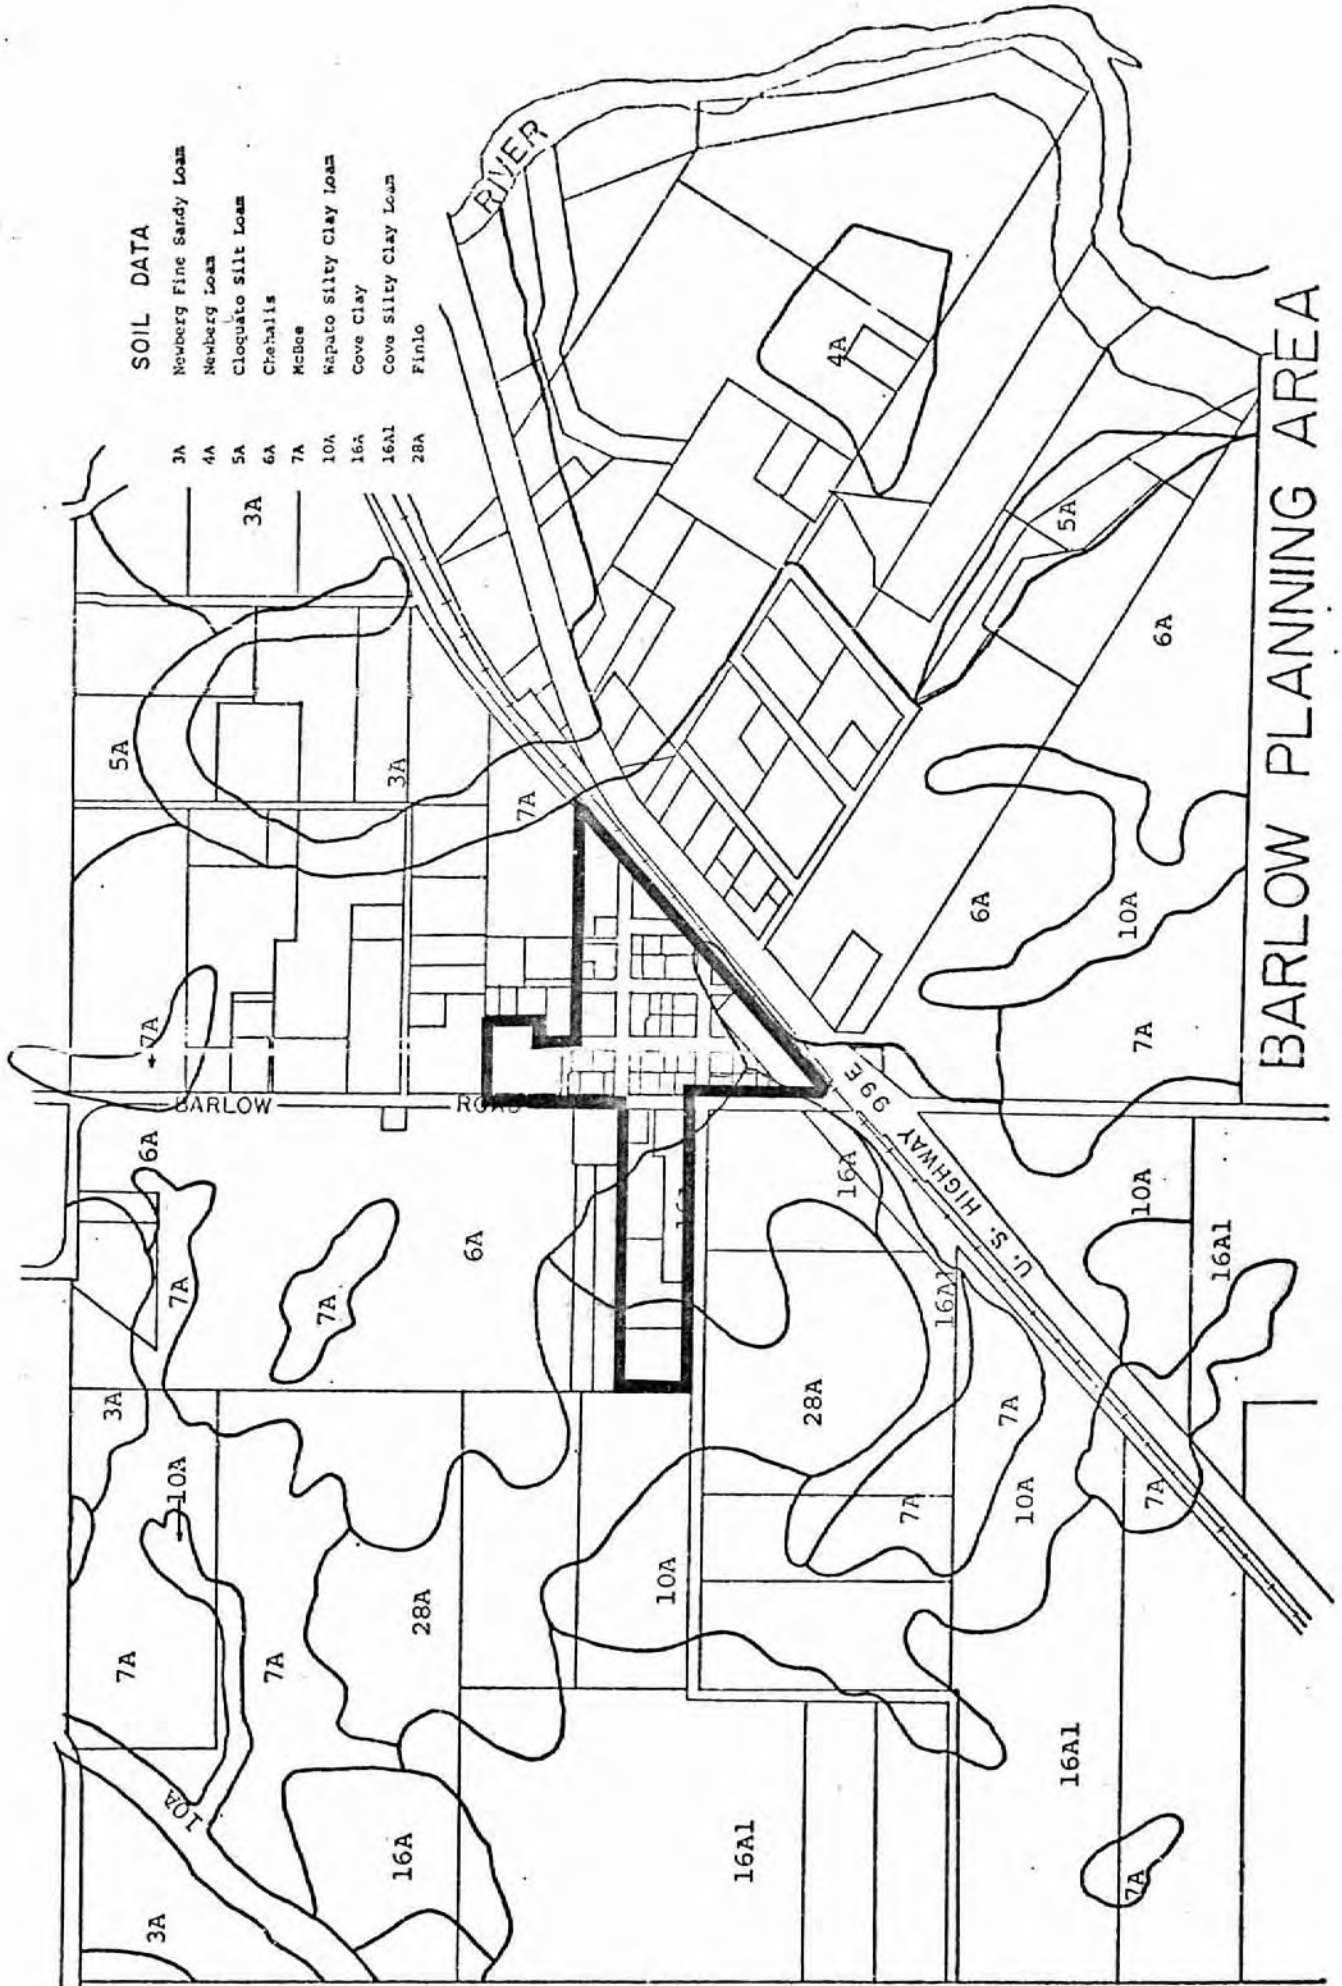 SOIL DATA
3A Newberg Fine Sandy Loam
4A Newberg Loam
5A Cloquato Silt Loam
6A Chehalis
7A McBee
10A Wapato Silty Clay Loam
16A Cove Clay
16A1 Cove Silty Clay Loam
28A Finlo
RIVER
3A
5A
3A
7A
4A
5A
6A
6A
10A
7A
7A
BARLOW ROAD
6A
7A
7A
6A
16A
U. S. HIGHWAY 99E
10A
16A1
16A1
3A
10A
28A
7A
7A
10A
7A
7A
7A
28A
10A
10A
3A
16A
16A1
16A1
7A
BARLOW PLANNING AREA